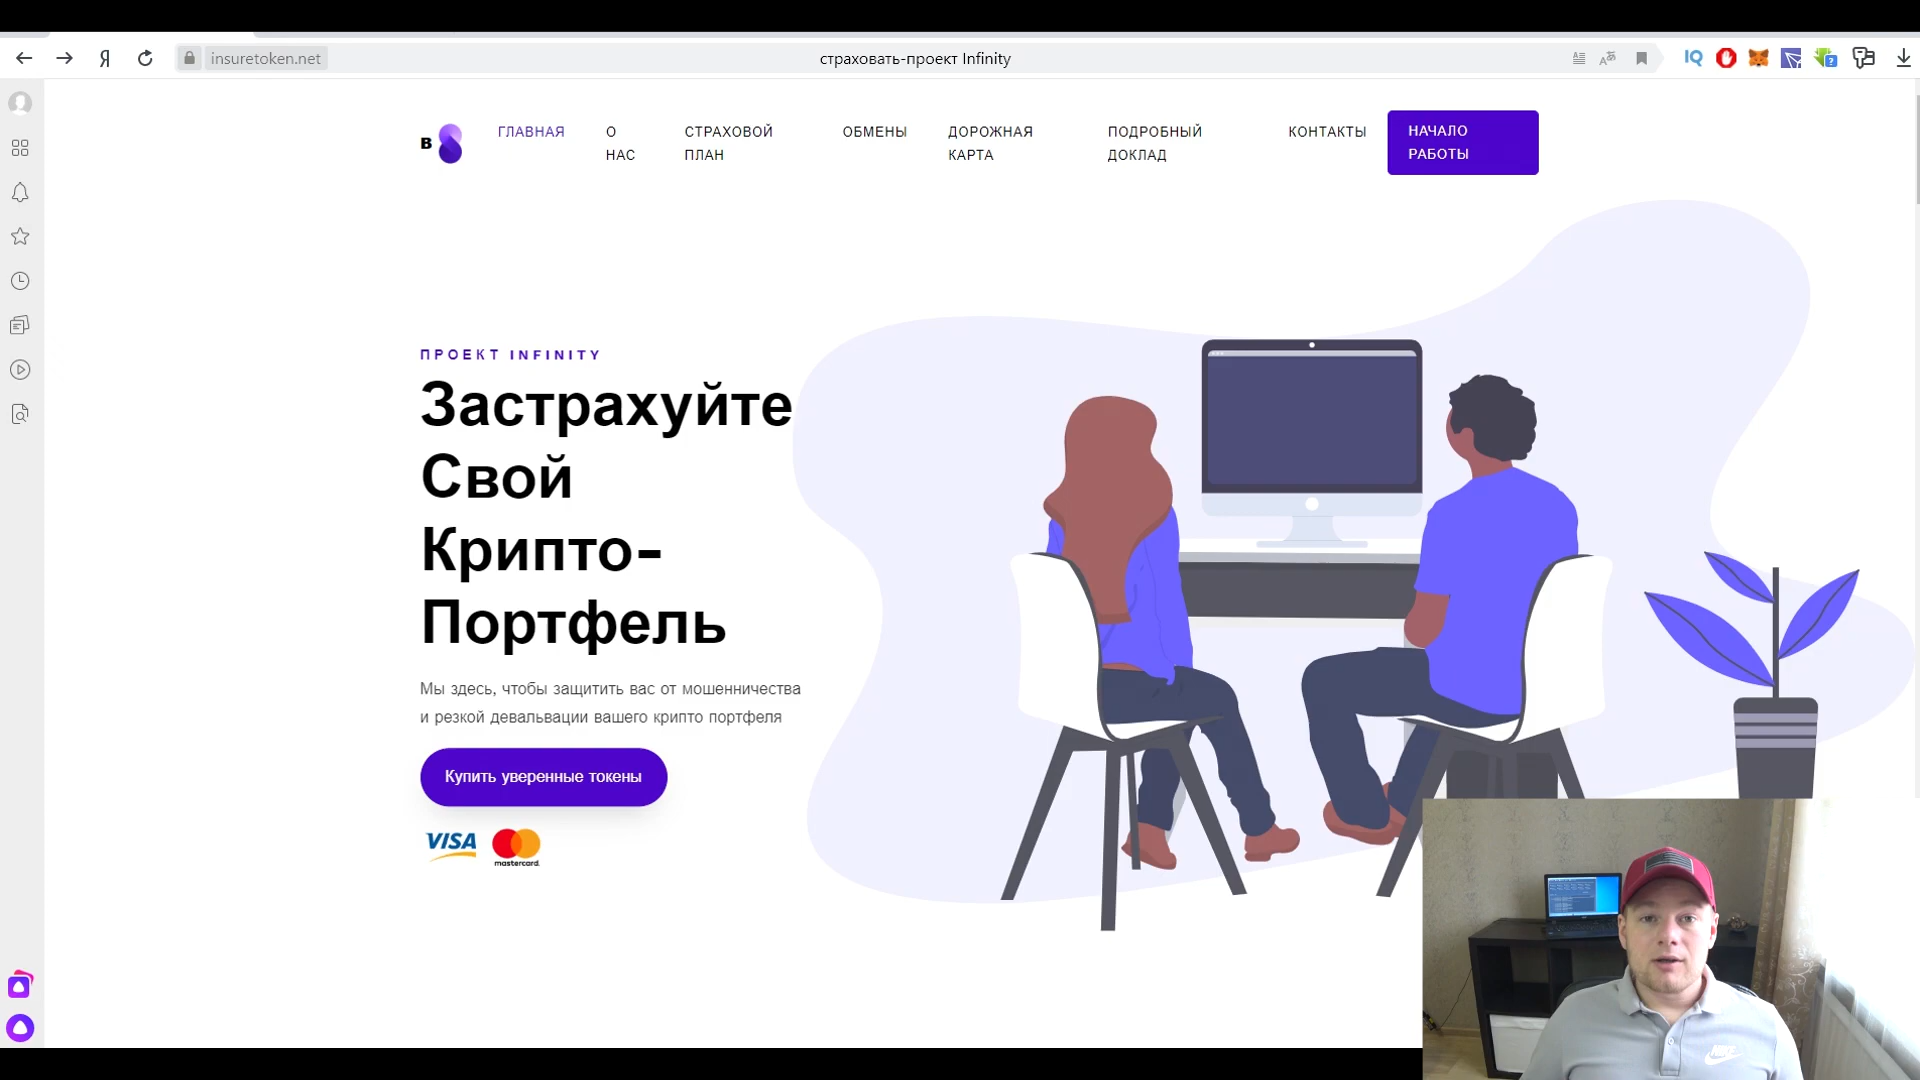 insuretoken.net
страховать-проект Infinity
в
ГЛАВНАЯ
О НАС
СТРАХОВОЙ ПЛАН
ОБМЕНЫ
ДОРОЖНАЯ КАРТА
ПОДРОБНЫЙ ДОКЛАД
КОНТАКТЫ
НАЧАЛО РАБОТЫ
ПРОЕКТ INFINITY
Застрахуйте
Свой
Крипто-
Портфель
Мы здесь, чтобы защитить вас от мошенничества
и резкой девальвации вашего крипто портфеля
Купить уверенные токены
VISA
mastercard.